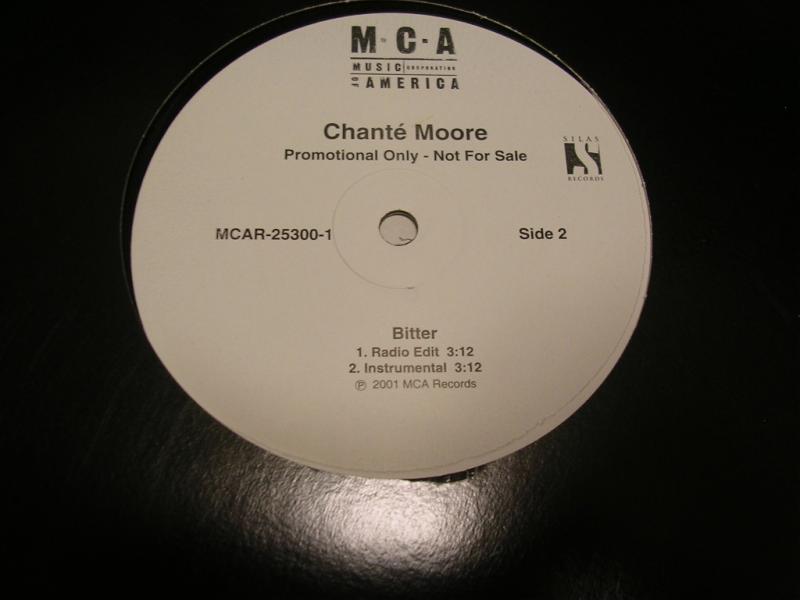 M·C·A
MUSIC CORPORATION
OF AMERICA
Chanté Moore
Promotional Only - Not For Sale
SILAS
S
RECORDS
MCAR-25300-1
Side 2
Bitter
1. Radio Edit 3:12
2. Instrumental 3:12
℗ 2001 MCA Records